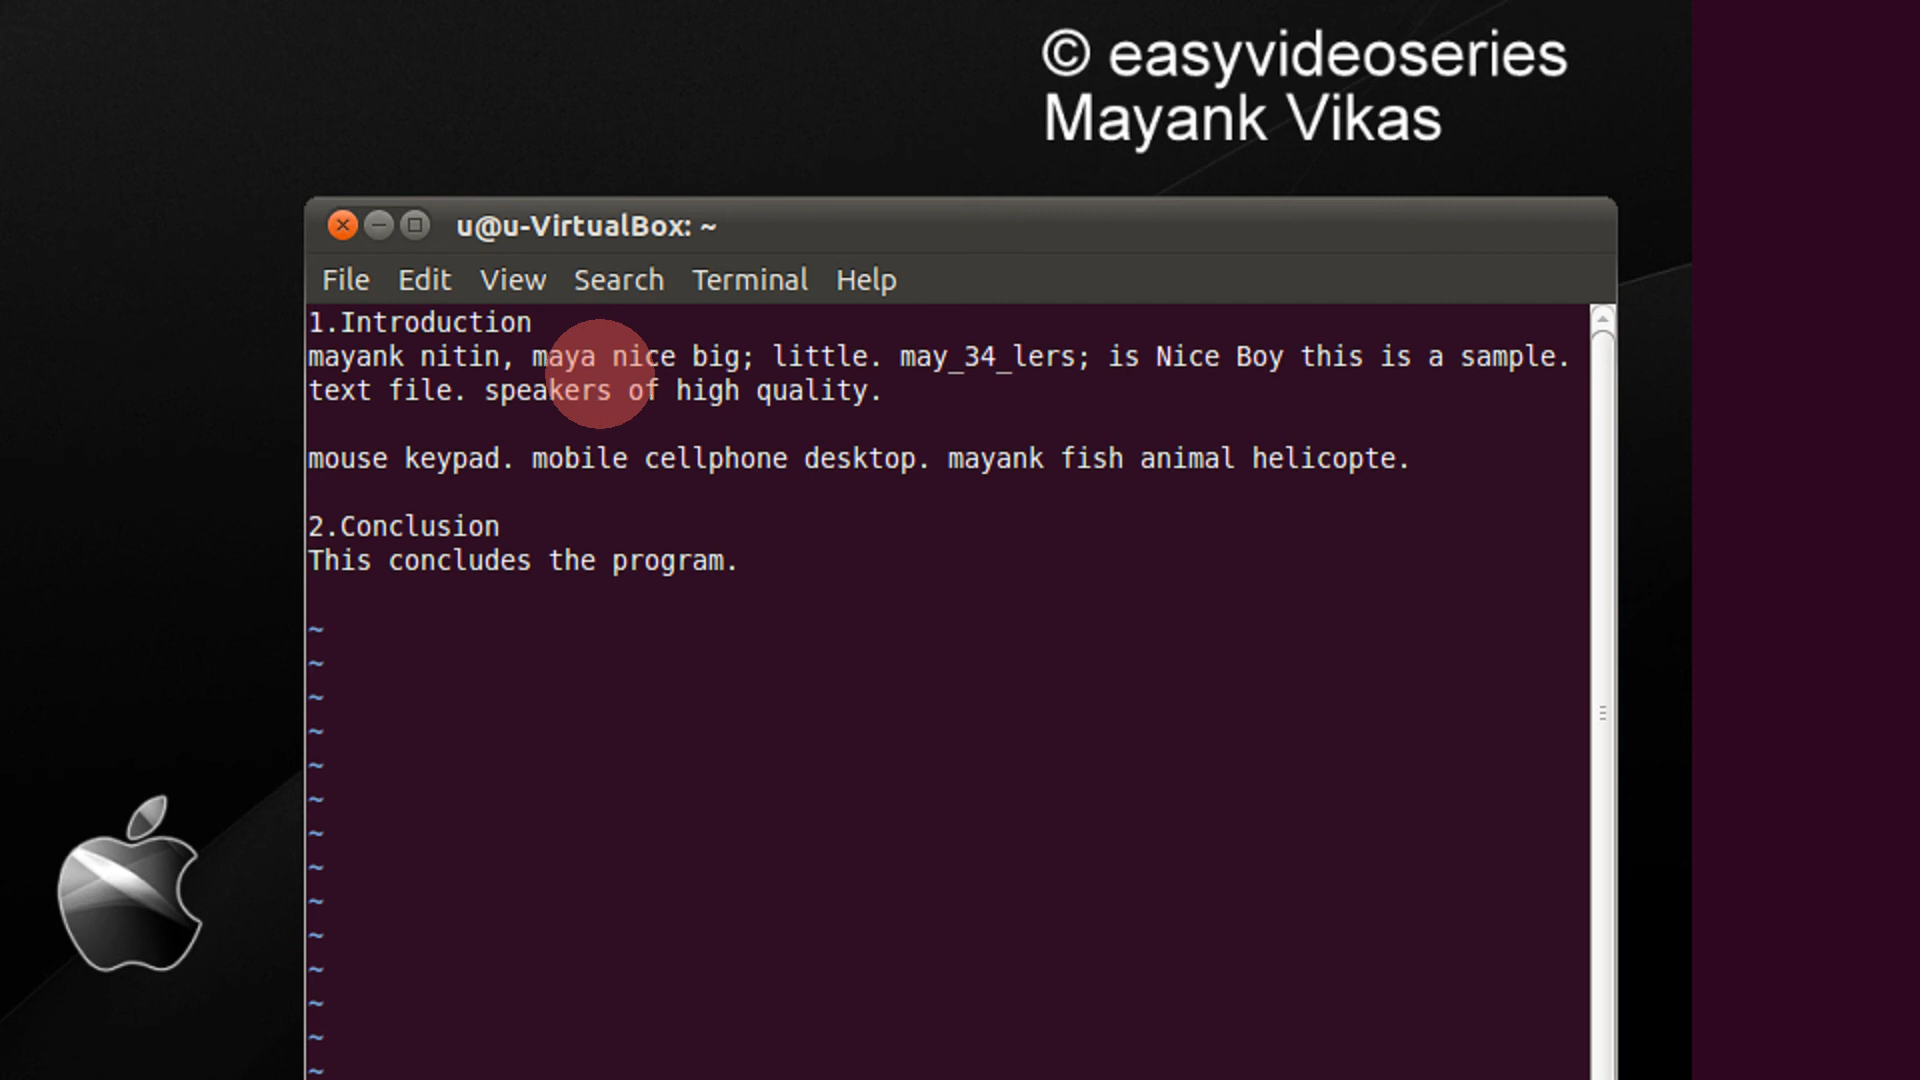 © easyvideoseries
Mayank Vikas
u@u-VirtualBox: ~
File Edit View Search Terminal Help
1.Introduction
mayank nitin, maya nice big; little. may_34_lers; is Nice Boy this is a sample.
text file. speakers of high quality.
mouse keypad. mobile cellphone desktop. mayank fish animal helicopte.
2.Conclusion
This concludes the program.
~
~
~
~
~
~
~
~
~
~
~
~
~
~